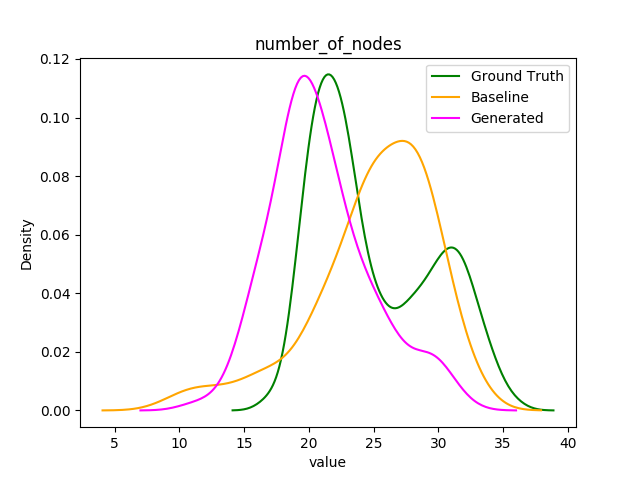 number_of_nodes
Ground Truth
Baseline
Generated
0.12
0.10
0.08
0.06
0.04
0.02
0.00
Density
5
10
15
20
25
30
35
40
value